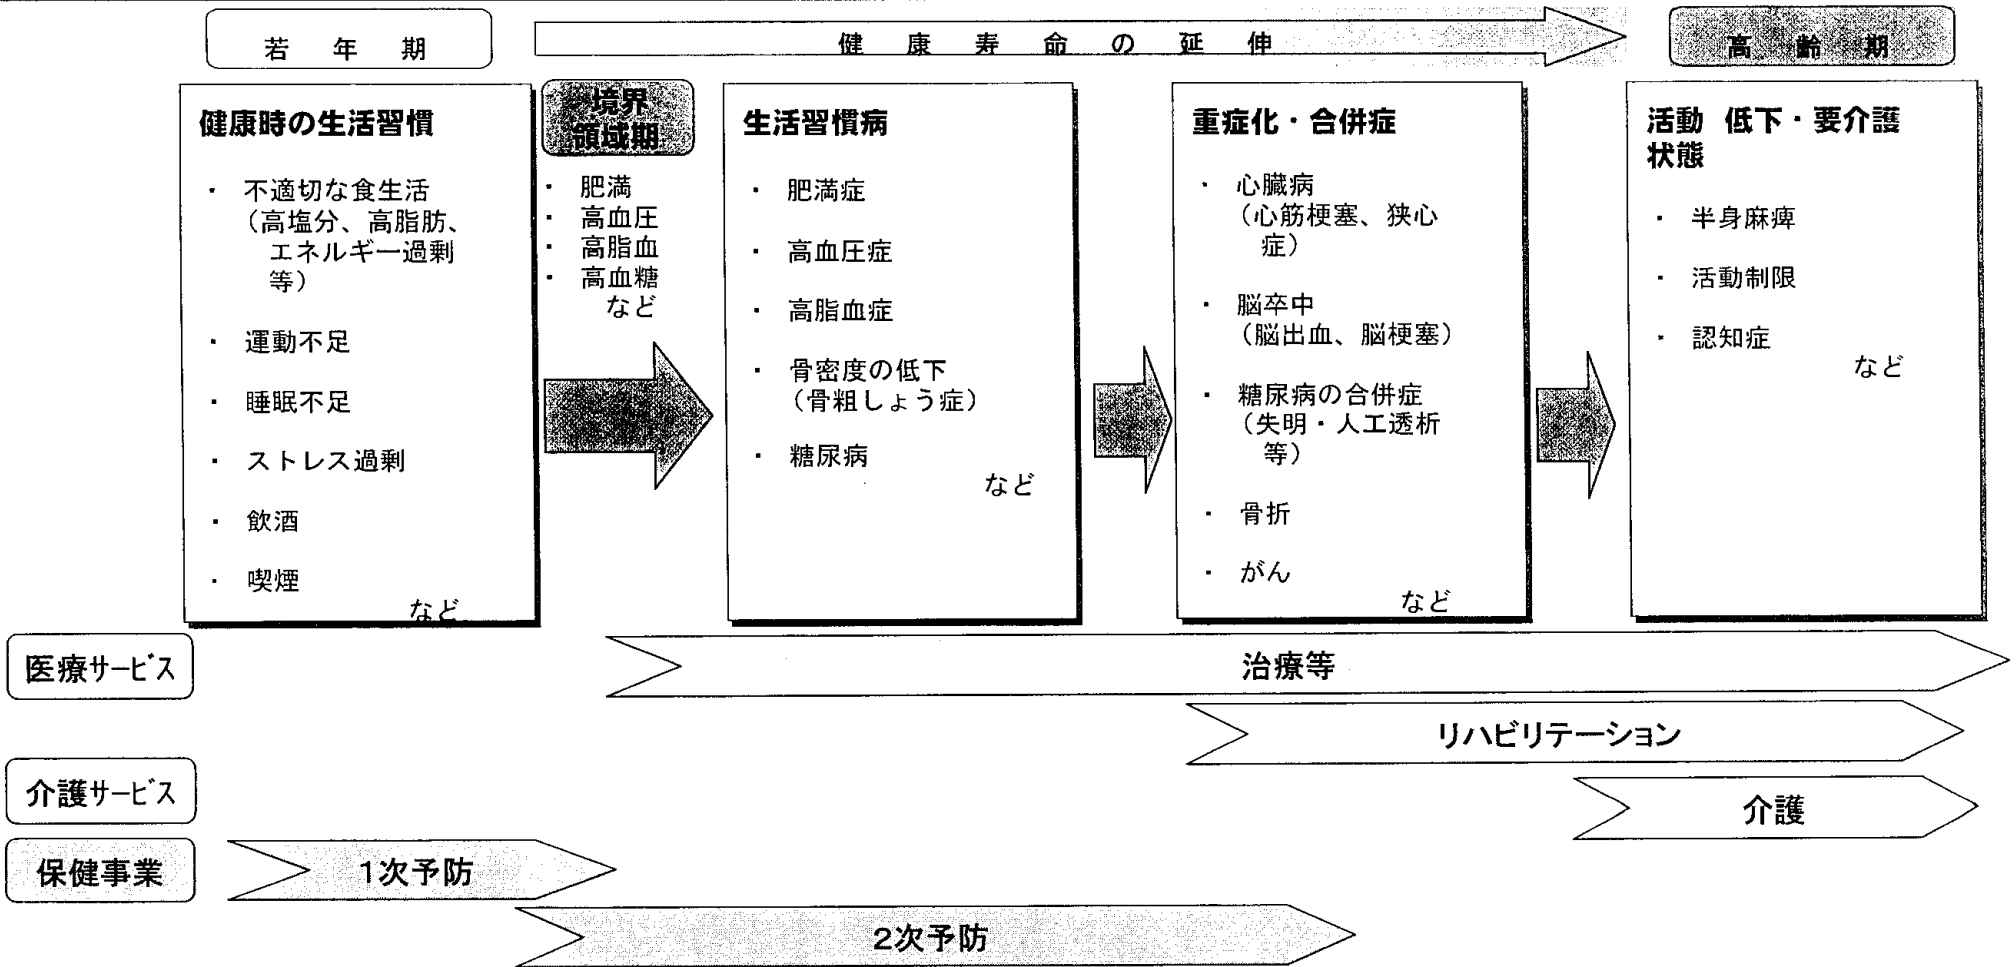 若年期
健康寿命の延伸
高齢期
健康時の生活習慣
・ 不適切な食生活
（高塩分、高脂肪、
エネルギー過剰
等）
・ 運動不足
・ 睡眠不足
・ ストレス過剰
・ 飲酒
・ 喫煙
など
境界
領域期
・ 肥満
・ 高血圧
・ 高脂血
・ 高血糖
など
生活習慣病
・ 肥満症
・ 高血圧症
・ 高脂血症
・ 骨密度の低下
（骨粗しょう症）
・ 糖尿病
など
重症化・合併症
・ 心臓病
（心筋梗塞、狭心
症）
・ 脳卒中
（脳出血、脳梗塞）
・ 糖尿病の合併症
（失明・人工透析
等）
・ 骨折
・ がん
など
活動 低下・要介護
状態
・ 半身麻痺
・ 活動制限
・ 認知症
など
医療サービス
治療等
リハビリテーション
介護サービス
介護
保健事業
1次予防
2次予防